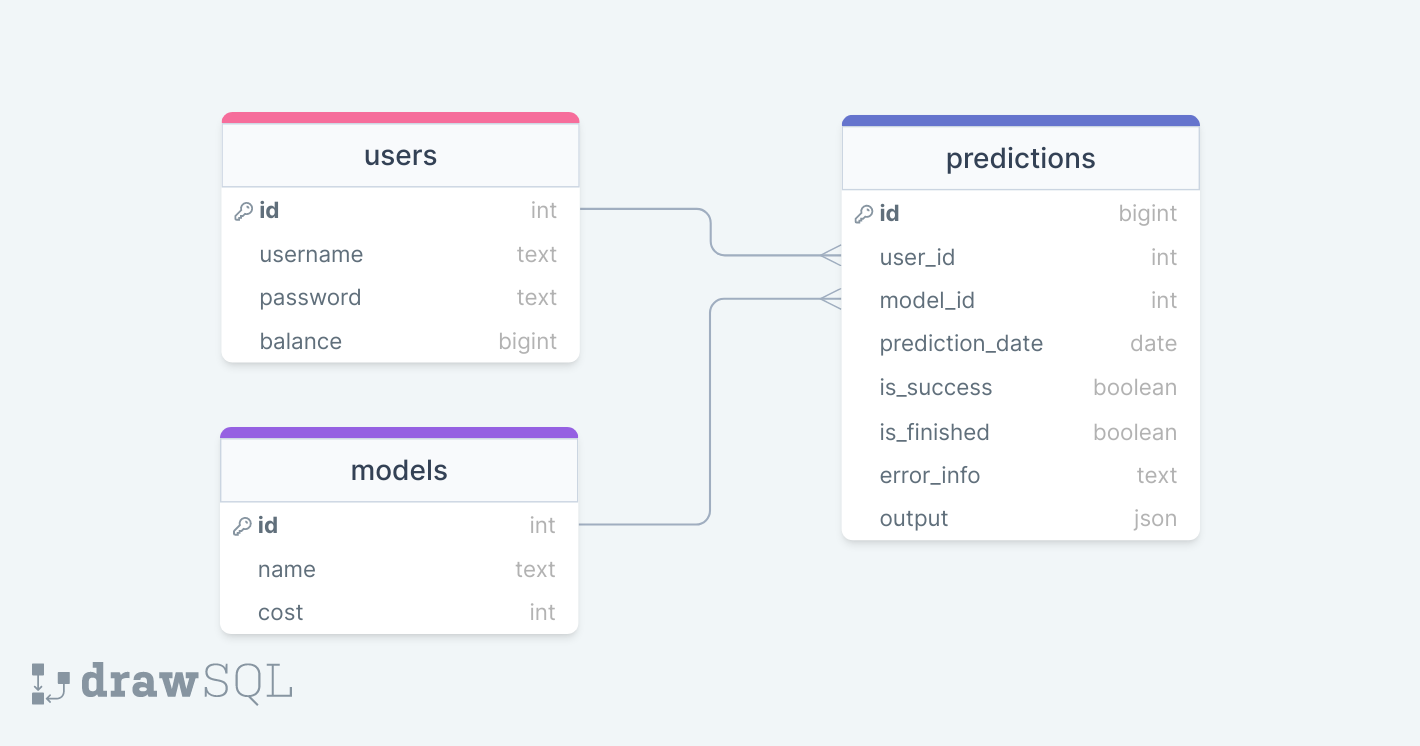 users
id int
username text
password text
balance bigint
models
id int
name text
cost int
predictions
id bigint
user_id int
model_id int
prediction_date date
is_success boolean
is_finished boolean
error_info text
output json
drawSQL